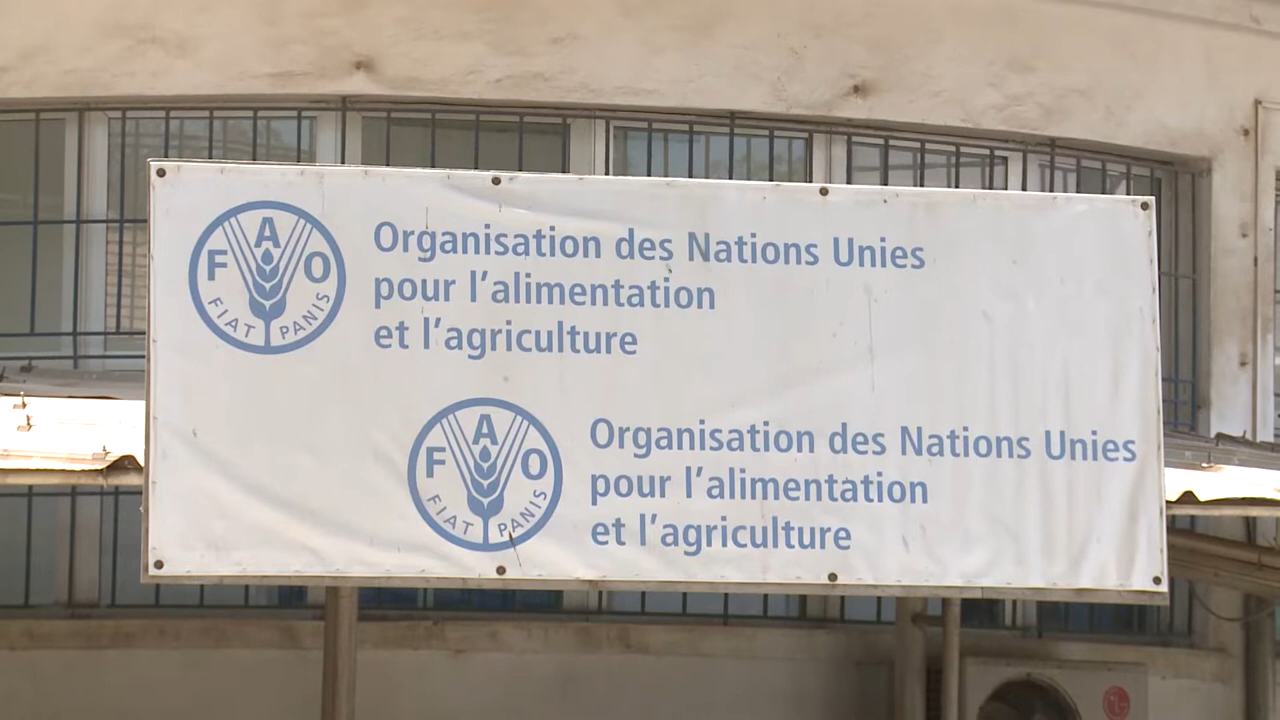 F A O
FIAT PANIS
Organisation des Nations Unies
pour l'alimentation
et l'agriculture
F A O
FIAT PANIS
Organisation des Nations Unies
pour l'alimentation
et l'agriculture
LG